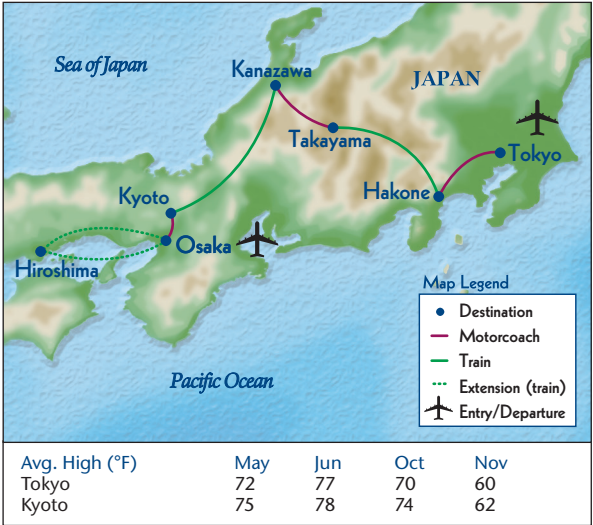 Sea of Japan
Kanazawa
JAPAN
Takayama
Tokyo
Kyoto
Hakone
Osaka
Hiroshima
Pacific Ocean
Map Legend
Destination
Motorcoach
Train
Extension (train)
Entry/Departure
Avg. High (°F) May Jun Oct Nov
Tokyo 72 77 70 60
Kyoto 75 78 74 62